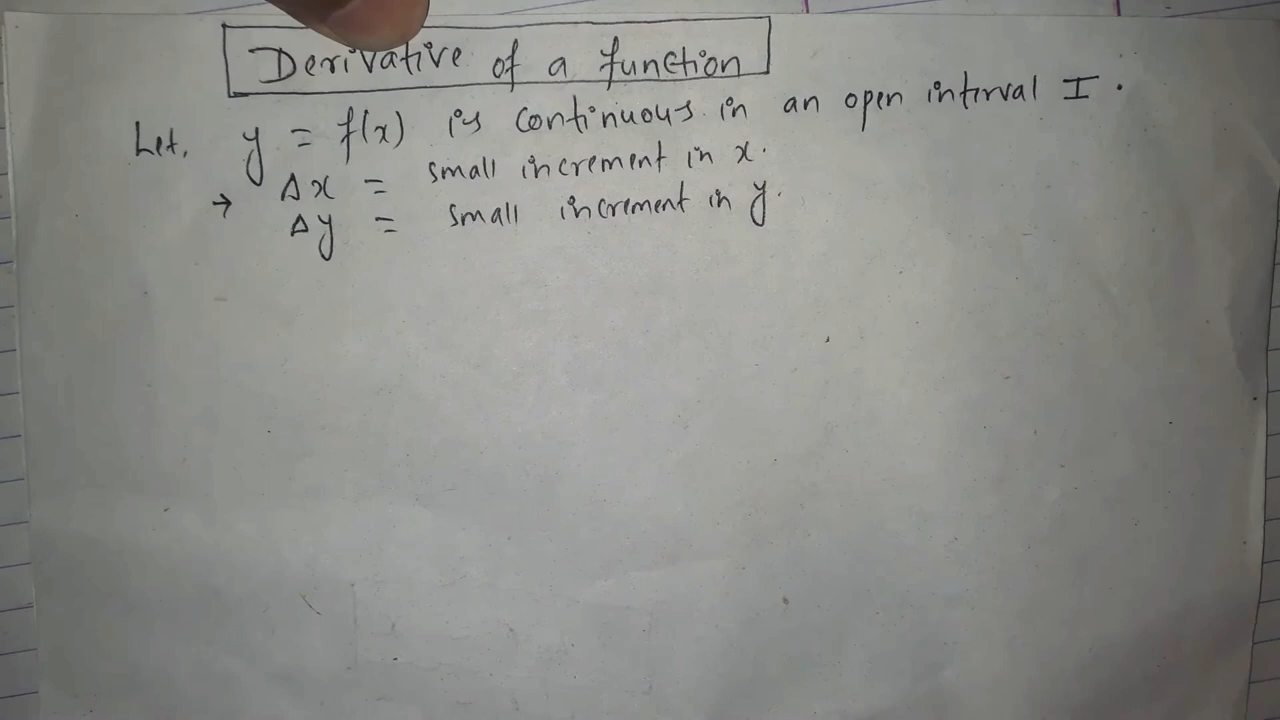 Derivative of a function
Let, y = f(x) is continuous in an open interval I.
Δx = small increment in x.
→ Δy = small increment in y.